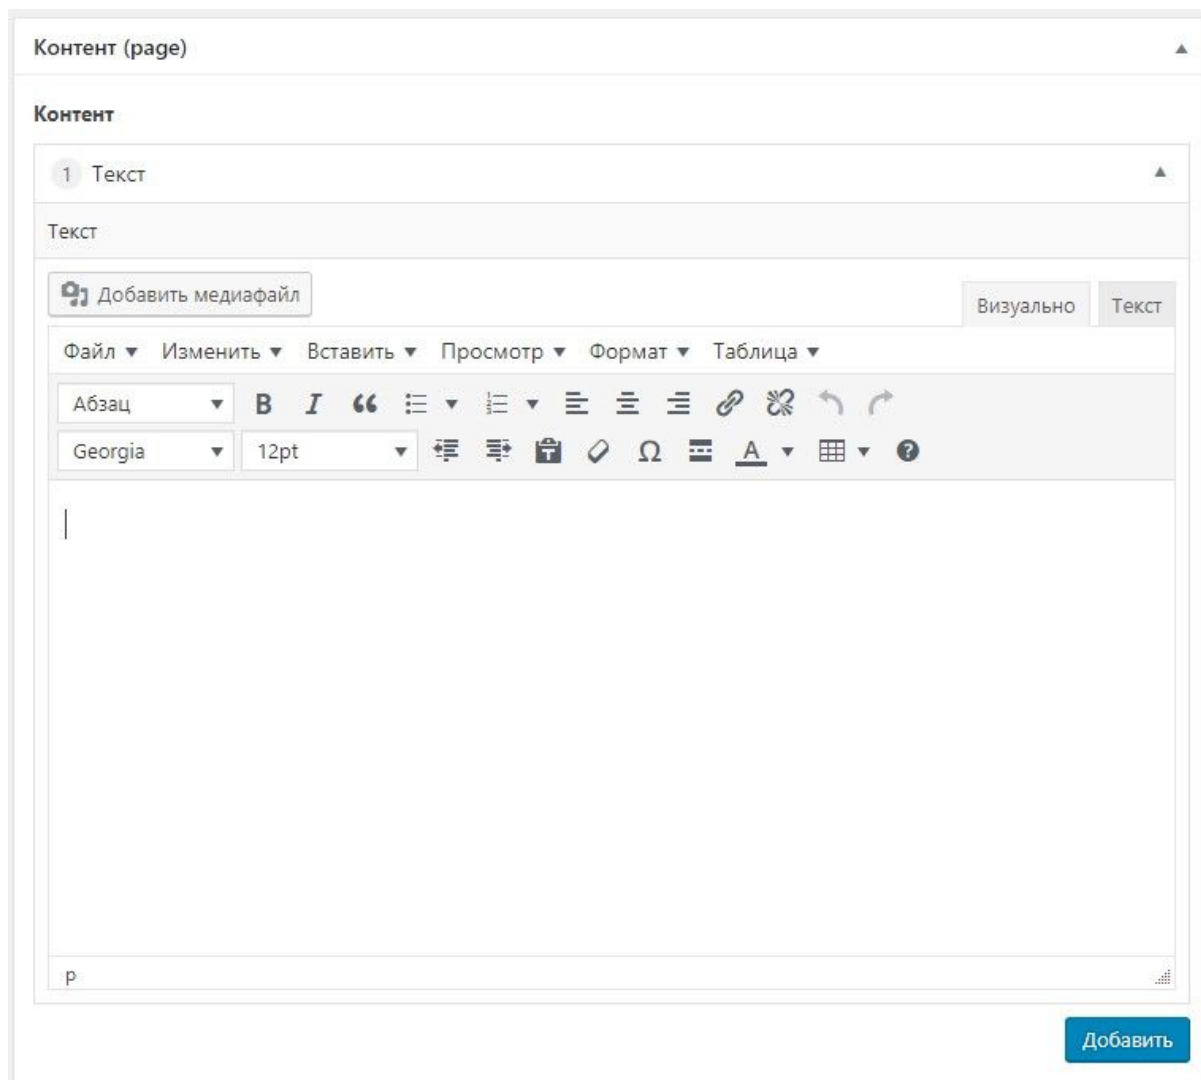 Контент (page)
Контент
1 Текст
Текст
Добавить медиафайл
Визуально Текст
Файл Изменить Вставить Просмотр Формат Таблица
Абзац B I
Georgia 12pt Ω A
p
Добавить